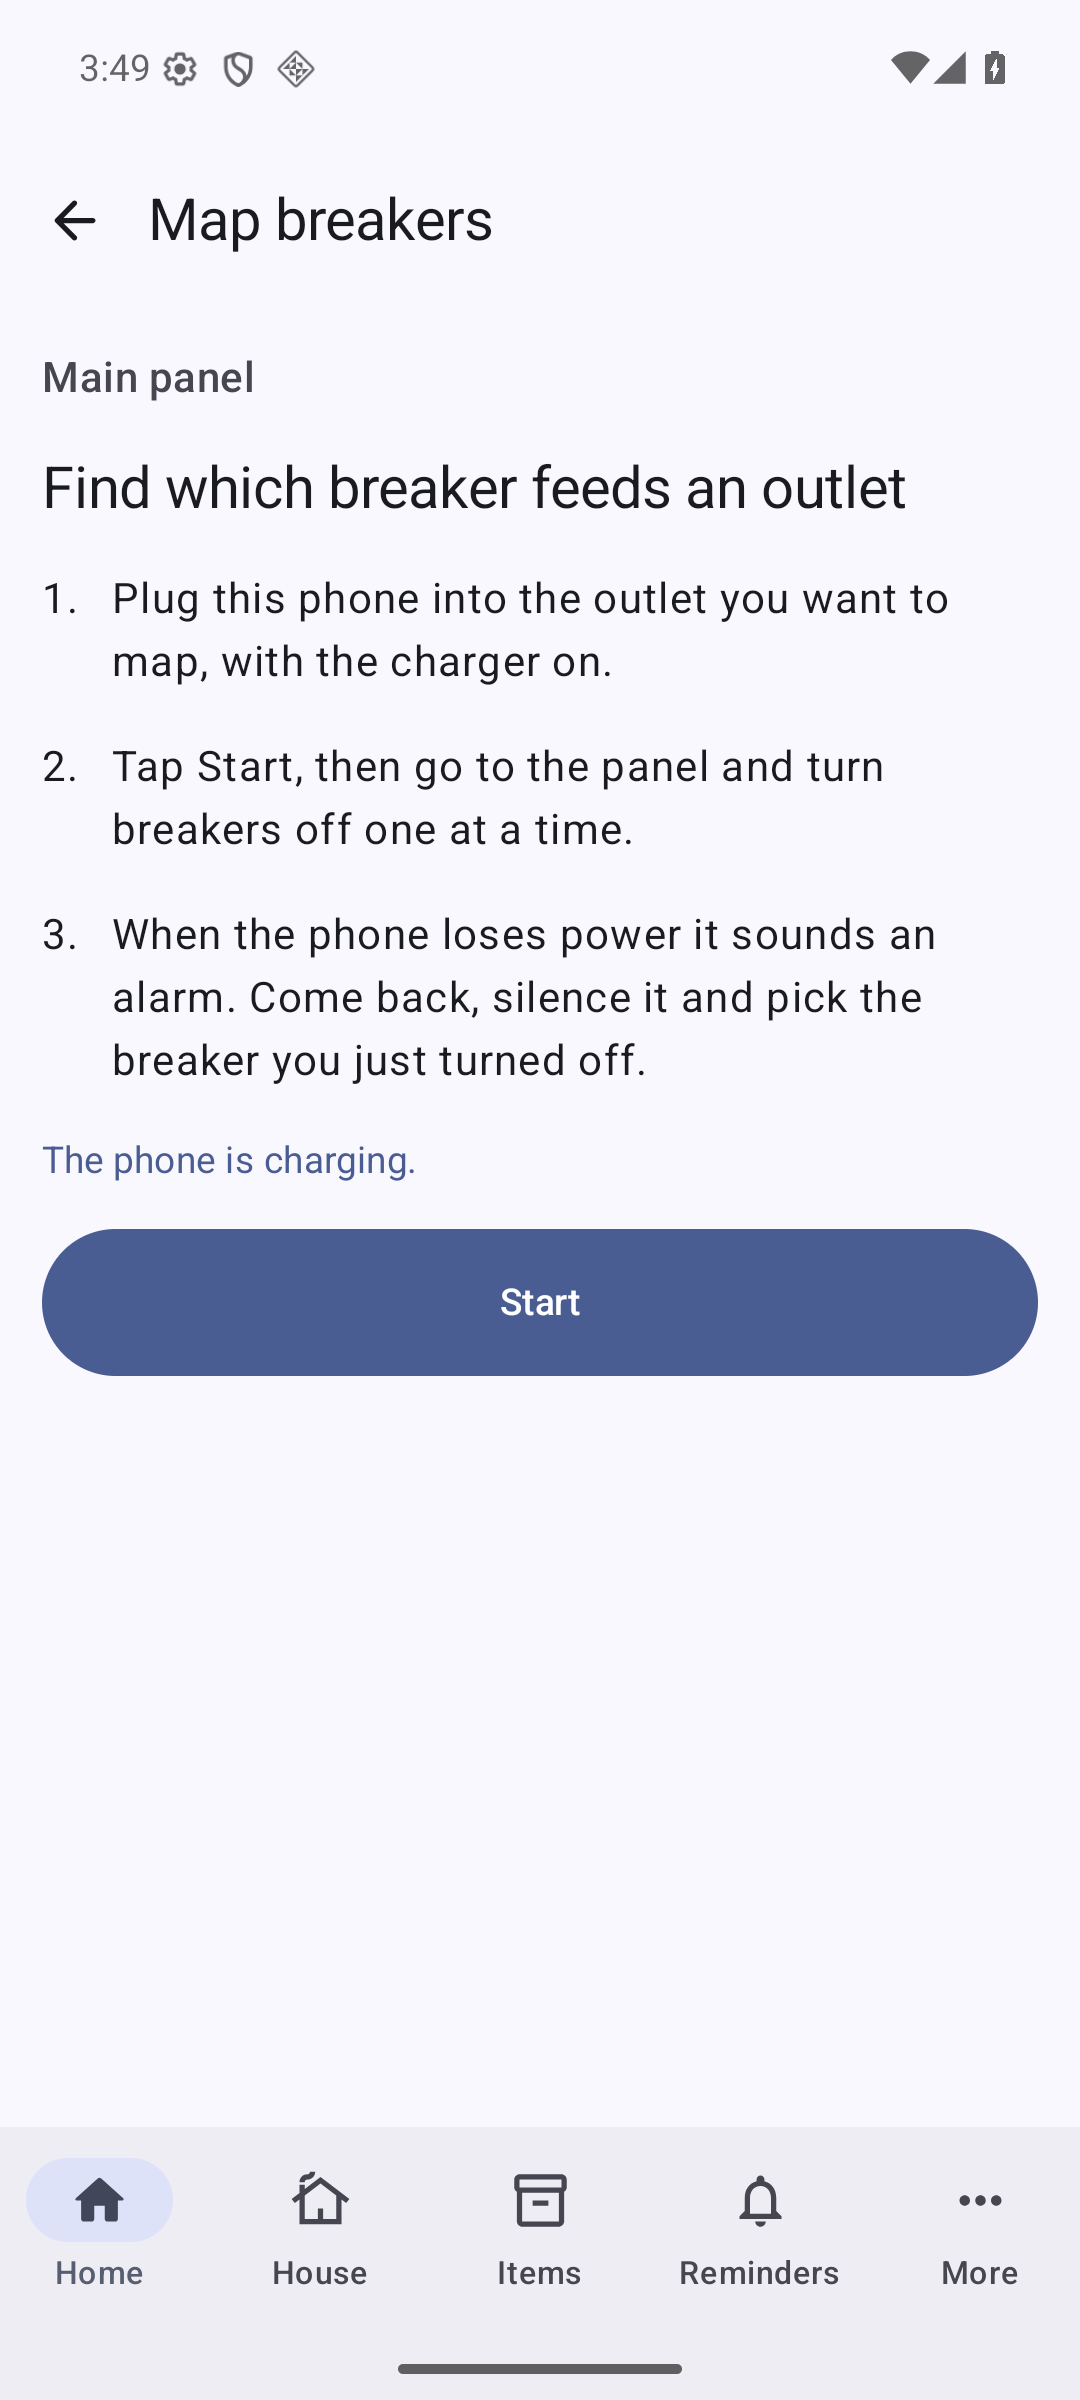 3:49
Map breakers
Main panel
Find which breaker feeds an outlet
1. Plug this phone into the outlet you want to
map, with the charger on.
2. Tap Start, then go to the panel and turn
breakers off one at a time.
3. When the phone loses power it sounds an
alarm. Come back, silence it and pick the
breaker you just turned off.
The phone is charging.
Start
Home House Items Reminders More